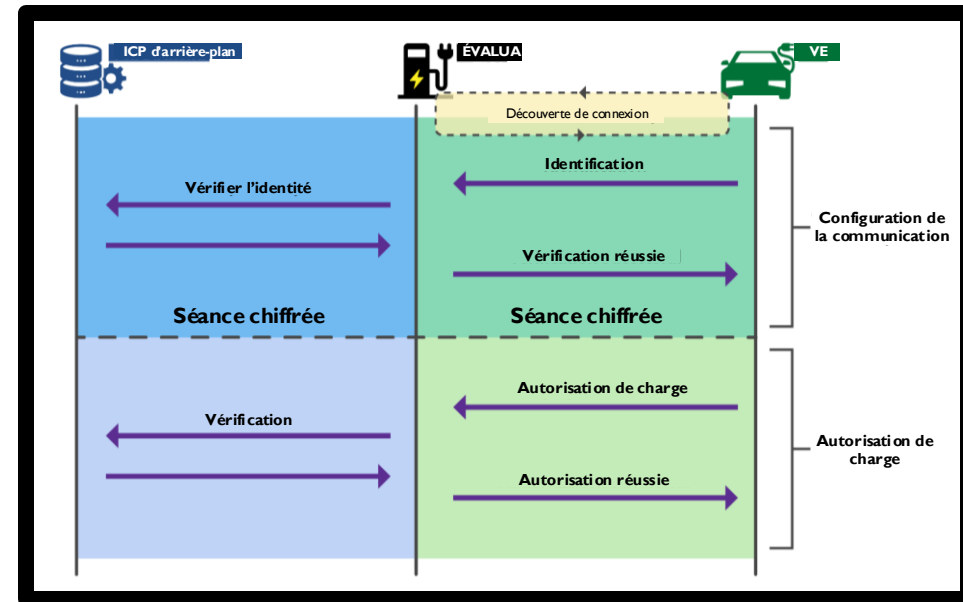 ICP d'arrière-plan
ÉVALUA
VE
Découverte de connexion
Identification
Vérifier l'identité
Vérification réussie
Configuration de
la communication
Séance chiffrée
Séance chiffrée
Autorisation de charge
Vérification
Autorisation de
charge
Autorisation réussie